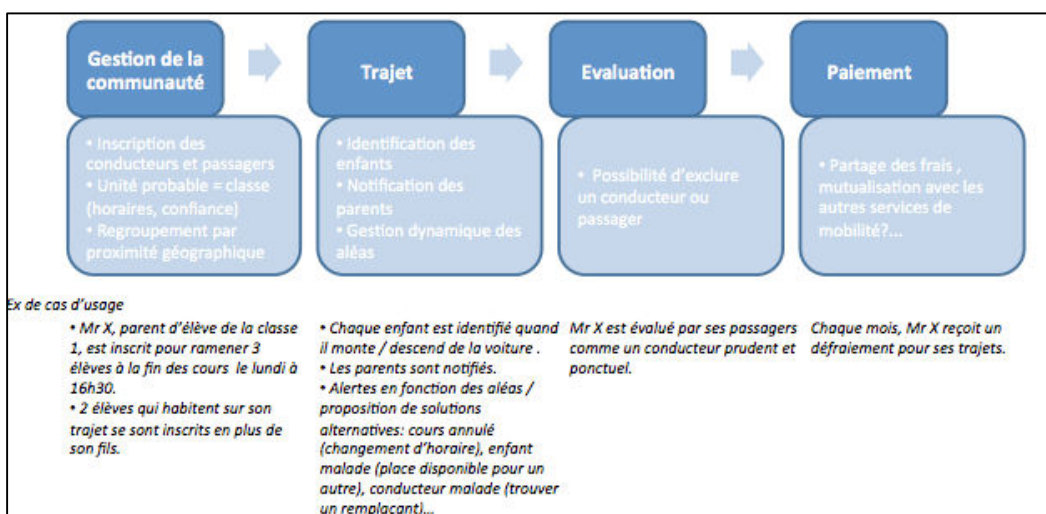 Gestion de la
communauté
Trajet
Evaluation
Paiement
• Inscription des
conducteurs et passagers
• Unité probable = classe
(horaires, confiance)
• Regroupement par
proximité géographique
• Identification des
enfants
• Notification des
parents
• Gestion dynamique des
aléas
• Possibilité d'exclure
un conducteur ou
passager
• Partage des frais ,
mutualisation avec les
autres services de
mobilité?...
Ex de cas d'usage
• Mr X, parent d'élève de la classe
1, est inscrit pour ramener 3
élèves à la fin des cours le lundi à
16h30.
• 2 élèves qui habitent sur son
trajet se sont inscrits en plus de
son fils.
• Chaque enfant est identifié quand
il monte / descend de la voiture .
• Les parents sont notifiés.
• Alertes en fonction des aléas /
proposition de solutions
alternatives: cours annulé
(changement d'horaire), enfant
malade (place disponible pour un
autre), conducteur malade (trouver
un remplaçant)...
Mr X est évalué par ses passagers
comme un conducteur prudent et
ponctuel.
Chaque mois, Mr X reçoit un
défraiement pour ses trajets.